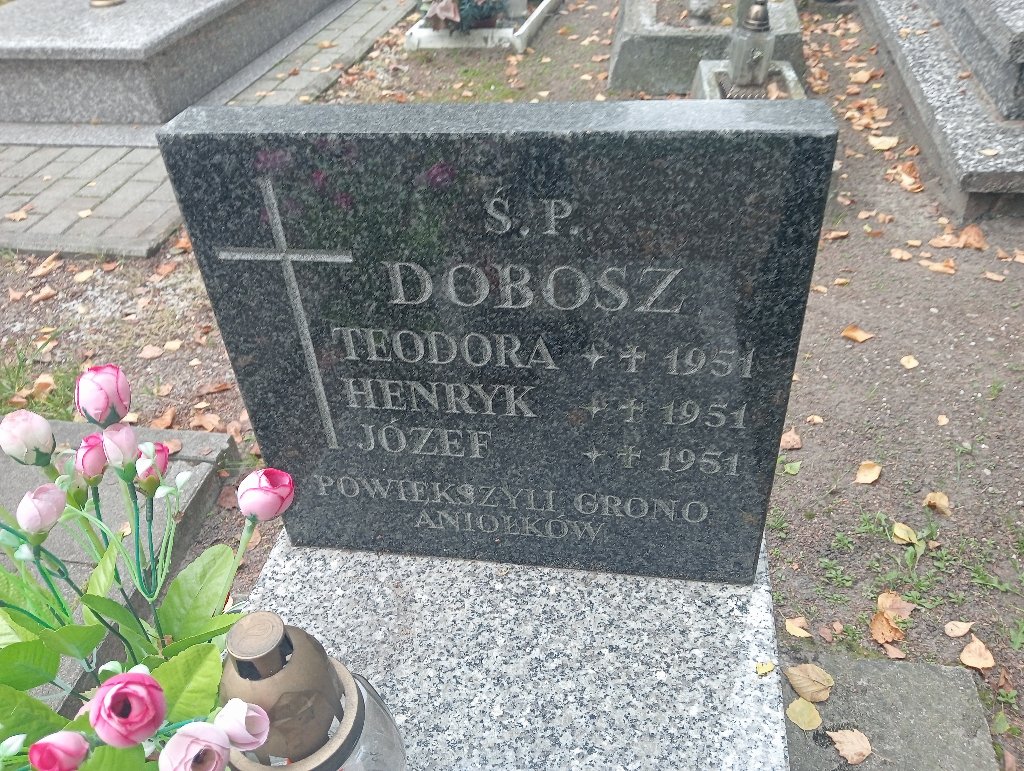 Ś.P.
DOBOSZ
TEODORA ✦ ✝ 1951
HENRYK ✦ ✝ 1951
JÓZEF ✦ ✝ 1951
POWIĘKSZYLI GRONO
ANIOŁKÓW